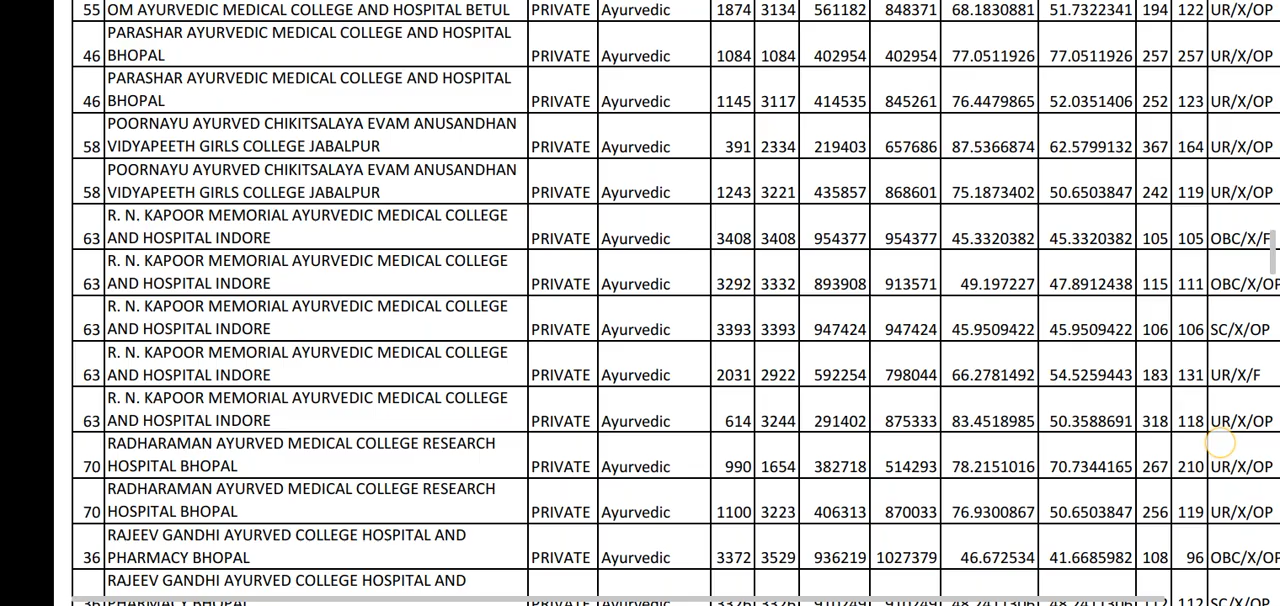 55 OM AYURVEDIC MEDICAL COLLEGE AND HOSPITAL BETUL PRIVATE Ayurvedic 1874 3134 561182 848371 68.1830881 51.7322341 194 122 UR/X/OP
PARASHAR AYURVEDIC MEDICAL COLLEGE AND HOSPITAL
46 BHOPAL PRIVATE Ayurvedic 1084 1084 402954 402954 77.0511926 77.0511926 257 257 UR/X/OP
PARASHAR AYURVEDIC MEDICAL COLLEGE AND HOSPITAL
46 BHOPAL PRIVATE Ayurvedic 1145 3117 414535 845261 76.4479865 52.0351406 252 123 UR/X/OP
POORNAYU AYURVED CHIKITSALAYA EVAM ANUSANDHAN
58 VIDYAPEETH GIRLS COLLEGE JABALPUR PRIVATE Ayurvedic 391 2334 219403 657686 87.5366874 62.5799132 367 164 UR/X/OP
POORNAYU AYURVED CHIKITSALAYA EVAM ANUSANDHAN
58 VIDYAPEETH GIRLS COLLEGE JABALPUR PRIVATE Ayurvedic 1243 3221 435857 868601 75.1873402 50.6503847 242 119 UR/X/OP
R. N. KAPOOR MEMORIAL AYURVEDIC MEDICAL COLLEGE
63 AND HOSPITAL INDORE PRIVATE Ayurvedic 3408 3408 954377 954377 45.3320382 45.3320382 105 105 OBC/X/F
R. N. KAPOOR MEMORIAL AYURVEDIC MEDICAL COLLEGE
63 AND HOSPITAL INDORE PRIVATE Ayurvedic 3292 3332 893908 913571 49.197227 47.8912438 115 111 OBC/X/OP
R. N. KAPOOR MEMORIAL AYURVEDIC MEDICAL COLLEGE
63 AND HOSPITAL INDORE PRIVATE Ayurvedic 3393 3393 947424 947424 45.9509422 45.9509422 106 106 SC/X/OP
R. N. KAPOOR MEMORIAL AYURVEDIC MEDICAL COLLEGE
63 AND HOSPITAL INDORE PRIVATE Ayurvedic 2031 2922 592254 798044 66.2781492 54.5259443 183 131 UR/X/F
R. N. KAPOOR MEMORIAL AYURVEDIC MEDICAL COLLEGE
63 AND HOSPITAL INDORE PRIVATE Ayurvedic 614 3244 291402 875333 83.4518985 50.3588691 318 118 UR/X/OP
RADHARAMAN AYURVED MEDICAL COLLEGE RESEARCH
70 HOSPITAL BHOPAL PRIVATE Ayurvedic 990 1654 382718 514293 78.2151016 70.7344165 267 210 UR/X/OP
RADHARAMAN AYURVED MEDICAL COLLEGE RESEARCH
70 HOSPITAL BHOPAL PRIVATE Ayurvedic 1100 3223 406313 870033 76.9300867 50.6503847 256 119 UR/X/OP
RAJEEV GANDHI AYURVED COLLEGE HOSPITAL AND
36 PHARMACY BHOPAL PRIVATE Ayurvedic 3372 3529 936219 1027379 46.672534 41.6685982 108 96 OBC/X/OP
RAJEEV GANDHI AYURVED COLLEGE HOSPITAL AND
36 PHARMACY BHOPAL PRIVATE Ayurvedic 3326 3326 910249 910249 112 SC/X/OP